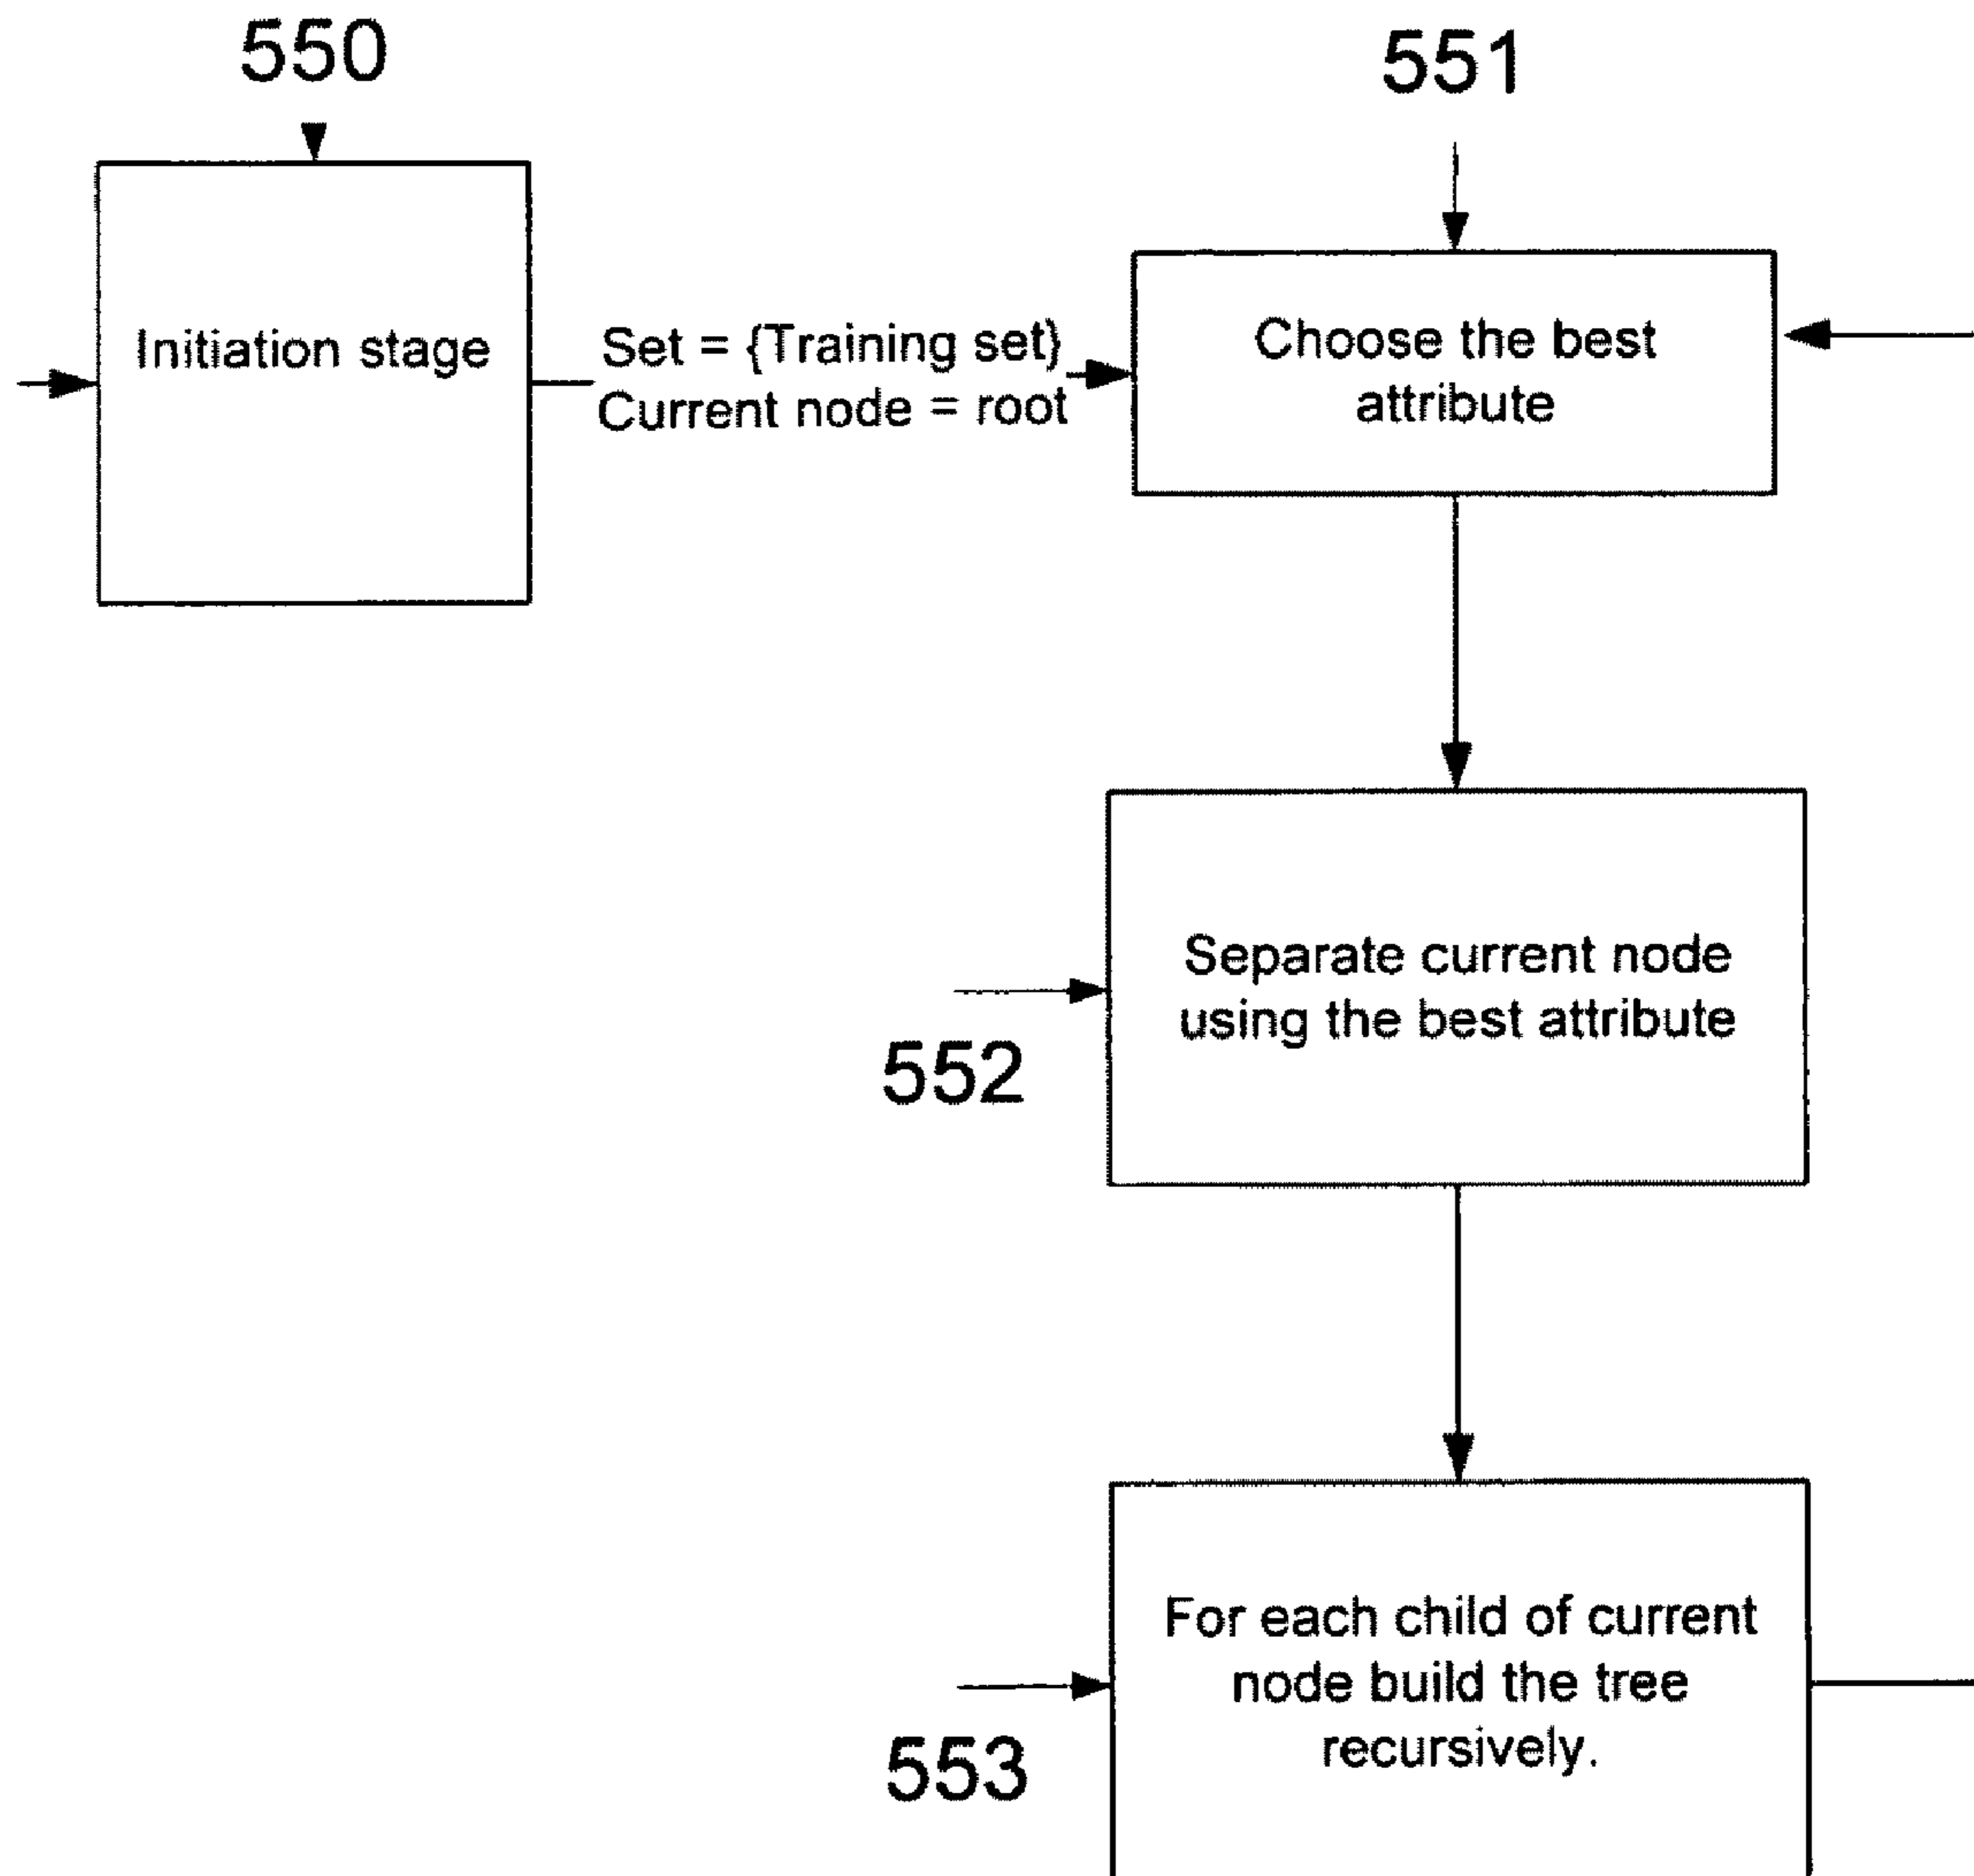 550
551
Initiation stage
Set = {Training set}
Current node = root
Choose the best
attribute
Separate current node
using the best attribute
552
For each child of current
node build the tree
recursively.
553